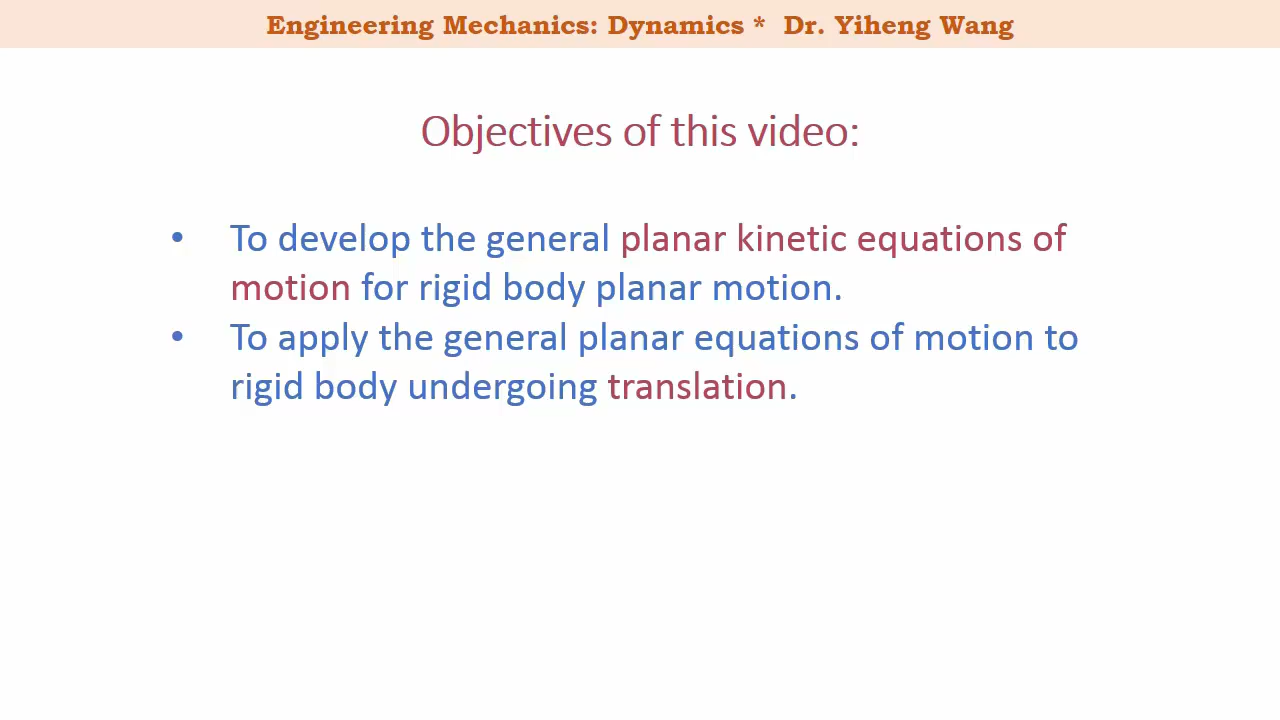 Engineering Mechanics: Dynamics * Dr. Yiheng Wang
Objectives of this video:
• To develop the general planar kinetic equations of
motion for rigid body planar motion.
• To apply the general planar equations of motion to
rigid body undergoing translation.